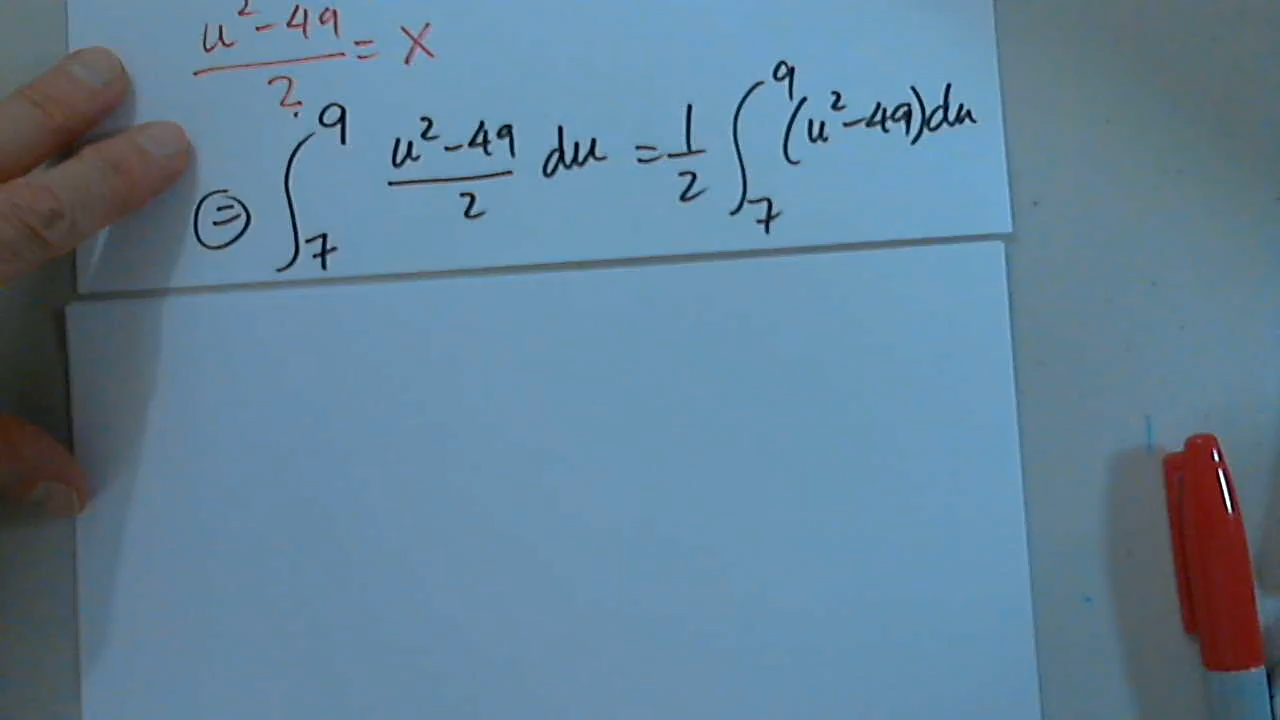 u² - 49 / 2 = x
⊜ ∫₇⁹ u² - 49 / 2 du = 1/2 ∫₇⁹ (u² - 49) du